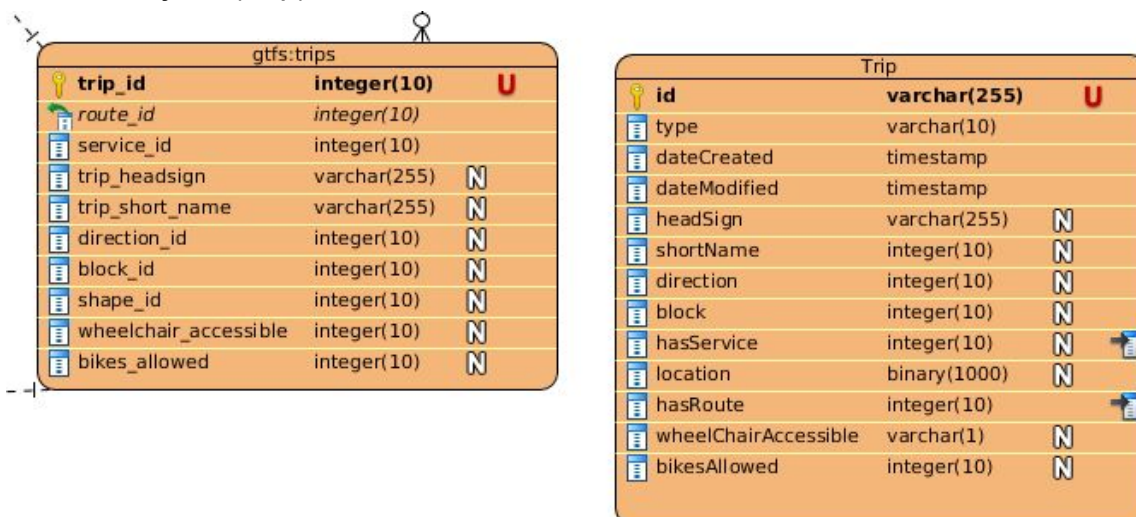 gtfs:trips
trip_id integer(10) U
route_id integer(10)
service_id integer(10)
trip_headsign varchar(255) N
trip_short_name varchar(255) N
direction_id integer(10) N
block_id integer(10) N
shape_id integer(10) N
wheelchair_accessible integer(10) N
bikes_allowed integer(10) N
Trip
id varchar(255) U
type varchar(10)
dateCreated timestamp
dateModified timestamp
headSign varchar(255) N
shortName integer(10) N
direction integer(10) N
block integer(10) N
hasService integer(10) N
location binary(1000) N
hasRoute integer(10)
wheelChairAccessible varchar(1) N
bikesAllowed integer(10) N